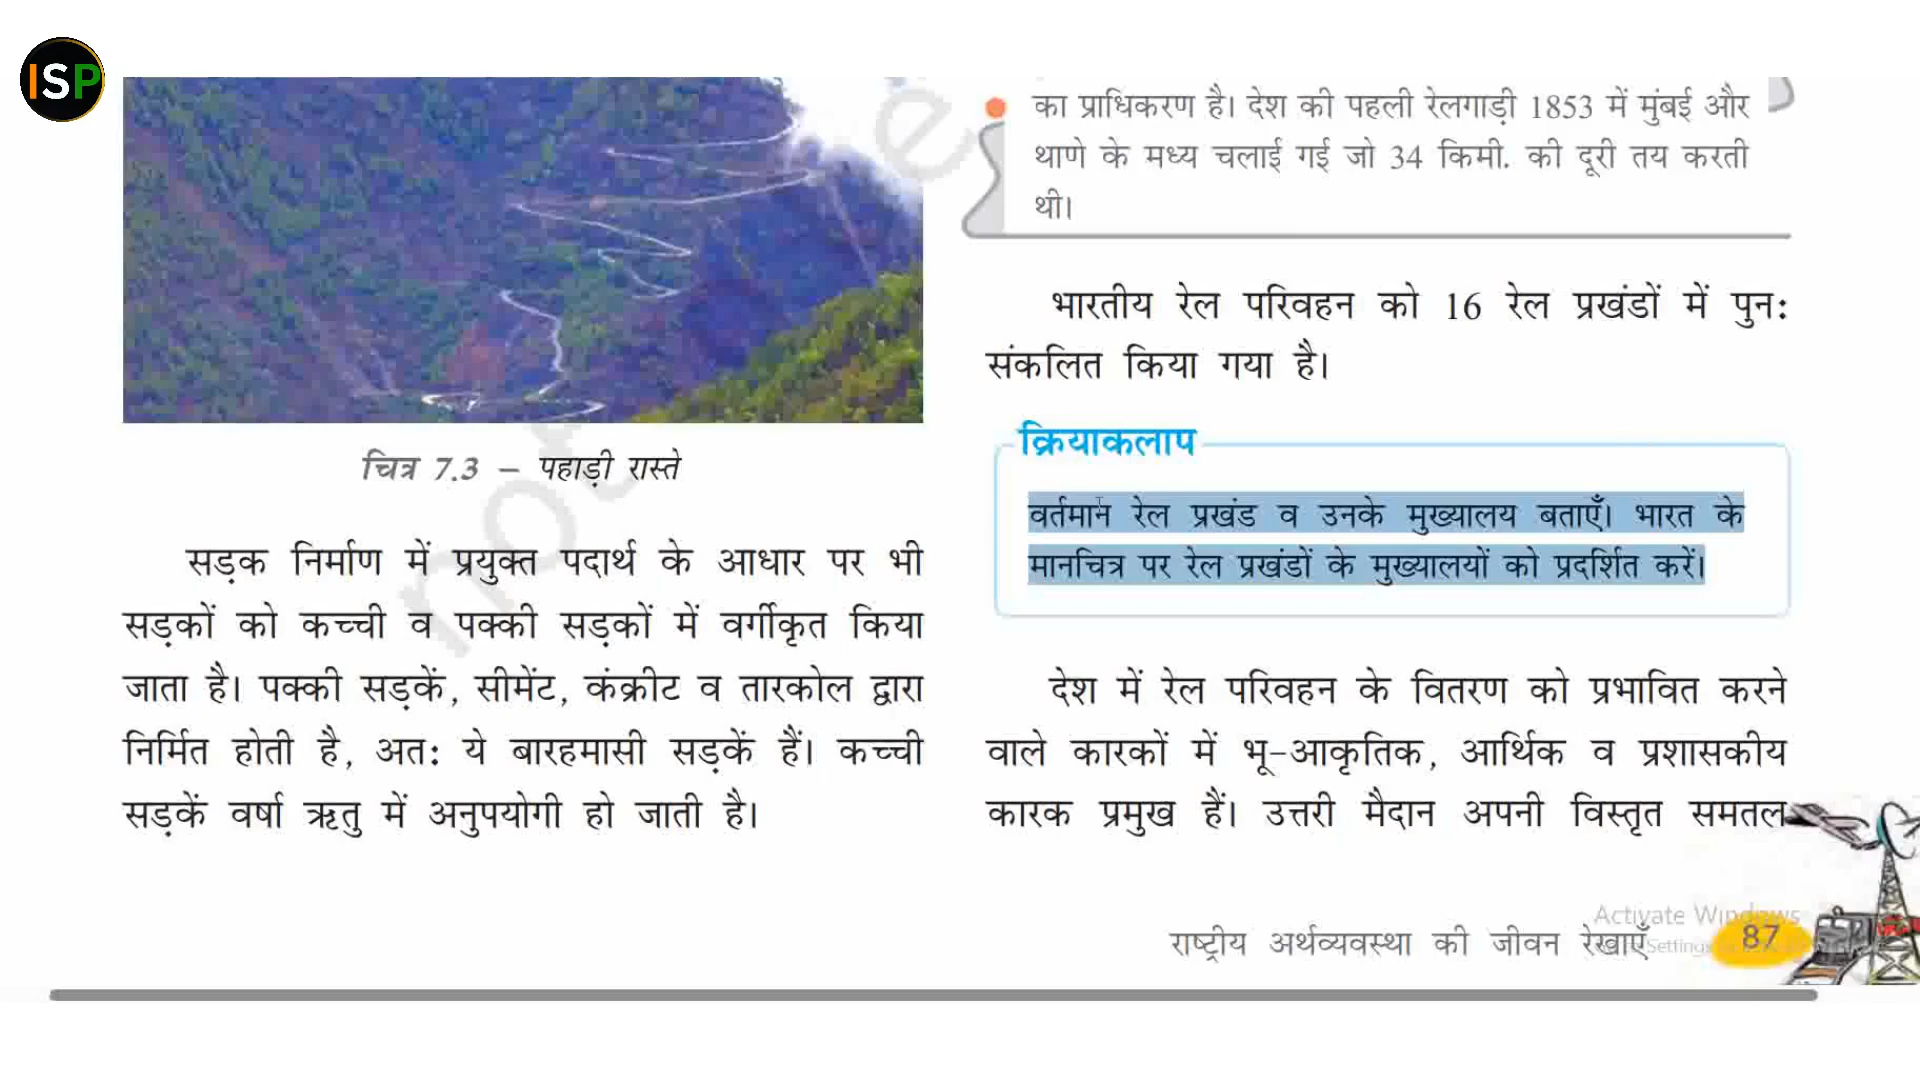 ISP
चित्र 7.3 – पहाड़ी रास्ते
सड़क निर्माण में प्रयुक्त पदार्थ के आधार पर भी
सड़कों को कच्ची व पक्की सड़कों में वर्गीकृत किया
जाता है। पक्की सड़कें, सीमेंट, कंक्रीट व तारकोल द्वारा
निर्मित होती है, अतः ये बारहमासी सड़कें हैं। कच्ची
सड़कें वर्षा ऋतु में अनुपयोगी हो जाती है।
का प्राधिकरण है। देश की पहली रेलगाड़ी 1853 में मुंबई और
थाणे के मध्य चलाई गई जो 34 किमी. की दूरी तय करती
थी।
भारतीय रेल परिवहन को 16 रेल प्रखंडों में पुनः
संकलित किया गया है।
क्रियाकलाप
वर्तमान रेल प्रखंड व उनके मुख्यालय बताएँ। भारत के
मानचित्र पर रेल प्रखंडों के मुख्यालयों को प्रदर्शित करें।
देश में रेल परिवहन के वितरण को प्रभावित करने
वाले कारकों में भू-आकृतिक, आर्थिक व प्रशासकीय
कारक प्रमुख हैं। उत्तरी मैदान अपनी विस्तृत समतल
Activate Windows
राष्ट्रीय अर्थव्यवस्था की जीवन रेखाएँ 87
Settings
not
e